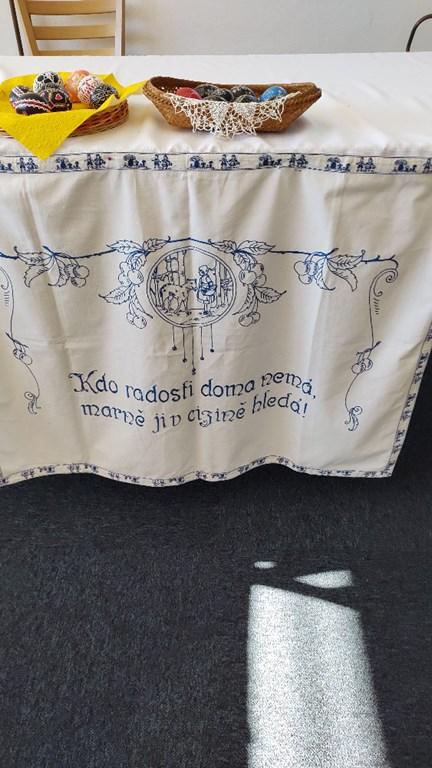 Kdo radosti doma nemá,
marně ji v cizině hledá!